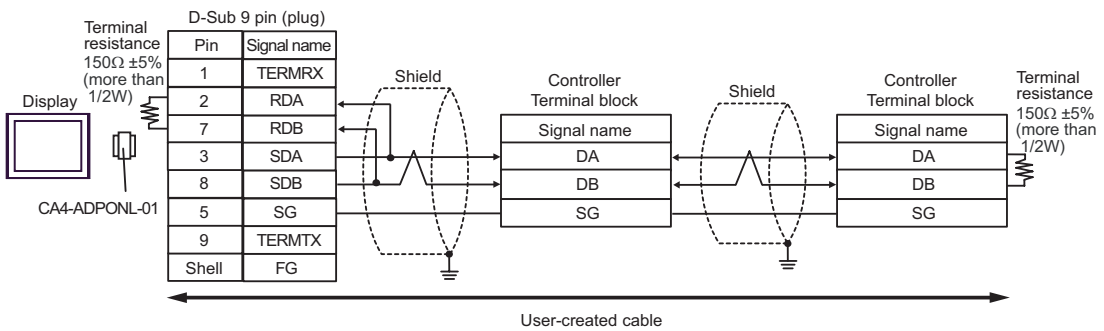 D-Sub 9 pin (plug)
Terminal
resistance
150Ω ±5%
(more than
1/2W)
Display
CA4-ADPONL-01
Pin Signal name
1 TERMRX
2 RDA
7 RDB
3 SDA
8 SDB
5 SG
9 TERMTX
Shell FG
Shield
Controller
Terminal block
Signal name
DA
DB
SG
Shield
Controller
Terminal block
Signal name
DA
DB
SG
Terminal
resistance
150Ω ±5%
(more than
1/2W)
User-created cable